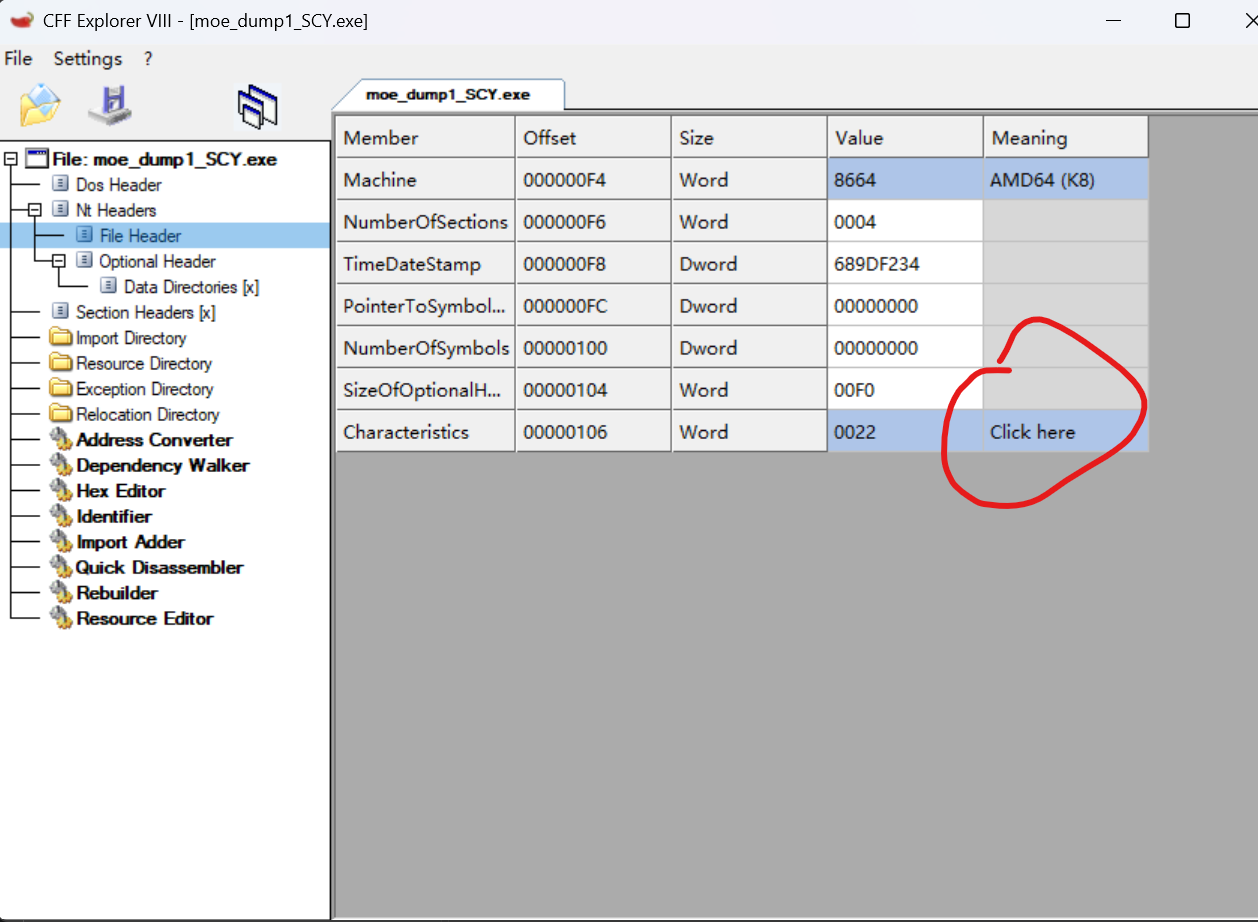 CFF Explorer VIII - [moe_dump1_SCY.exe]
File Settings ?
moe_dump1_SCY.exe
File: moe_dump1_SCY.exe
Dos Header
Nt Headers
File Header
Optional Header
Data Directories [x]
Section Headers [x]
Import Directory
Resource Directory
Exception Directory
Relocation Directory
Address Converter
Dependency Walker
Hex Editor
Identifier
Import Adder
Quick Disassembler
Rebuilder
Resource Editor
Member Offset Size Value Meaning
Machine 000000F4 Word 8664 AMD64 (K8)
NumberOfSections 000000F6 Word 0004
TimeDateStamp 000000F8 Dword 689DF234
PointerToSymbol... 000000FC Dword 00000000
NumberOfSymbols 00000100 Dword 00000000
SizeOfOptionalH... 00000104 Word 00F0
Characteristics 00000106 Word 0022 Click here